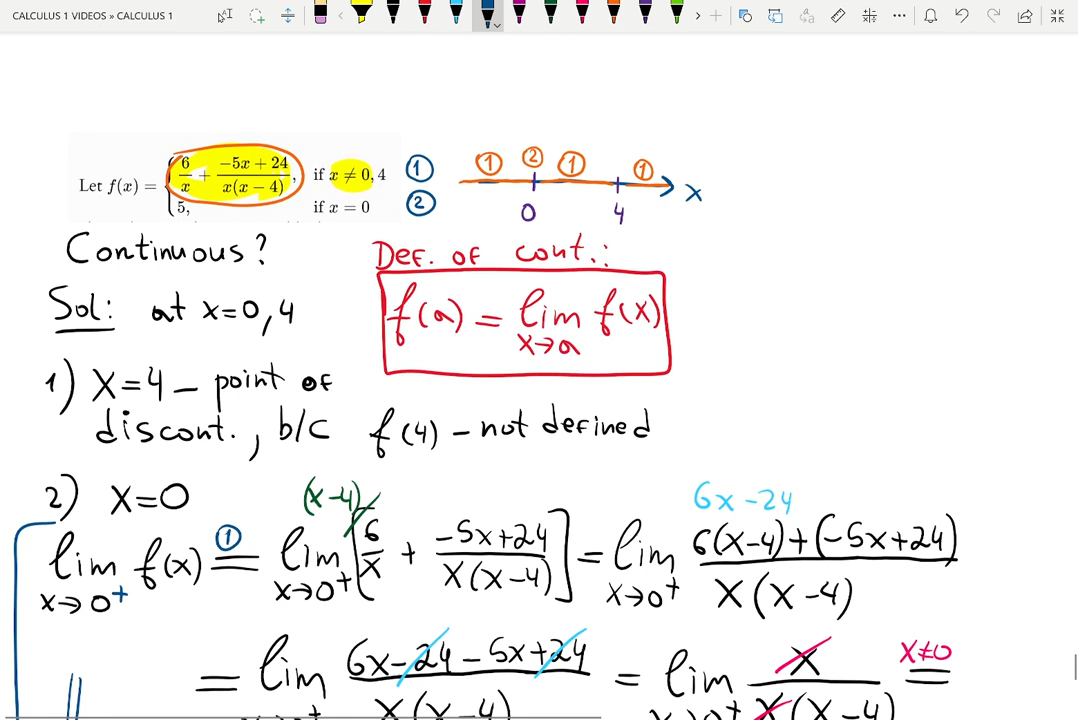 CALCULUS 1 VIDEOS » CALCULUS 1
Let f(x) = { 6/x + (-5x + 24)/(x(x − 4)), if x ≠ 0, 4 ①
5, if x = 0 ②
① ② ① ①
0 4 x
Continuous? Def. of cont.:
Sol: at x=0,4
f(a) = lim x→a f(x)
1) x=4 – point of
discont., b/c f(4) – not defined
2) x=0 (x-4) 6x-24
lim x→0+ f(x) =① lim x→0+ [6/x + (-5x+24)/(x(x-4))] = lim x→0+ (6(x-4)+(-5x+24))/(x(x-4))
= lim x→0+ (6x-24-5x+24)/(x(x-4)) = lim x→0+ x/(x(x-4)) =x≠0